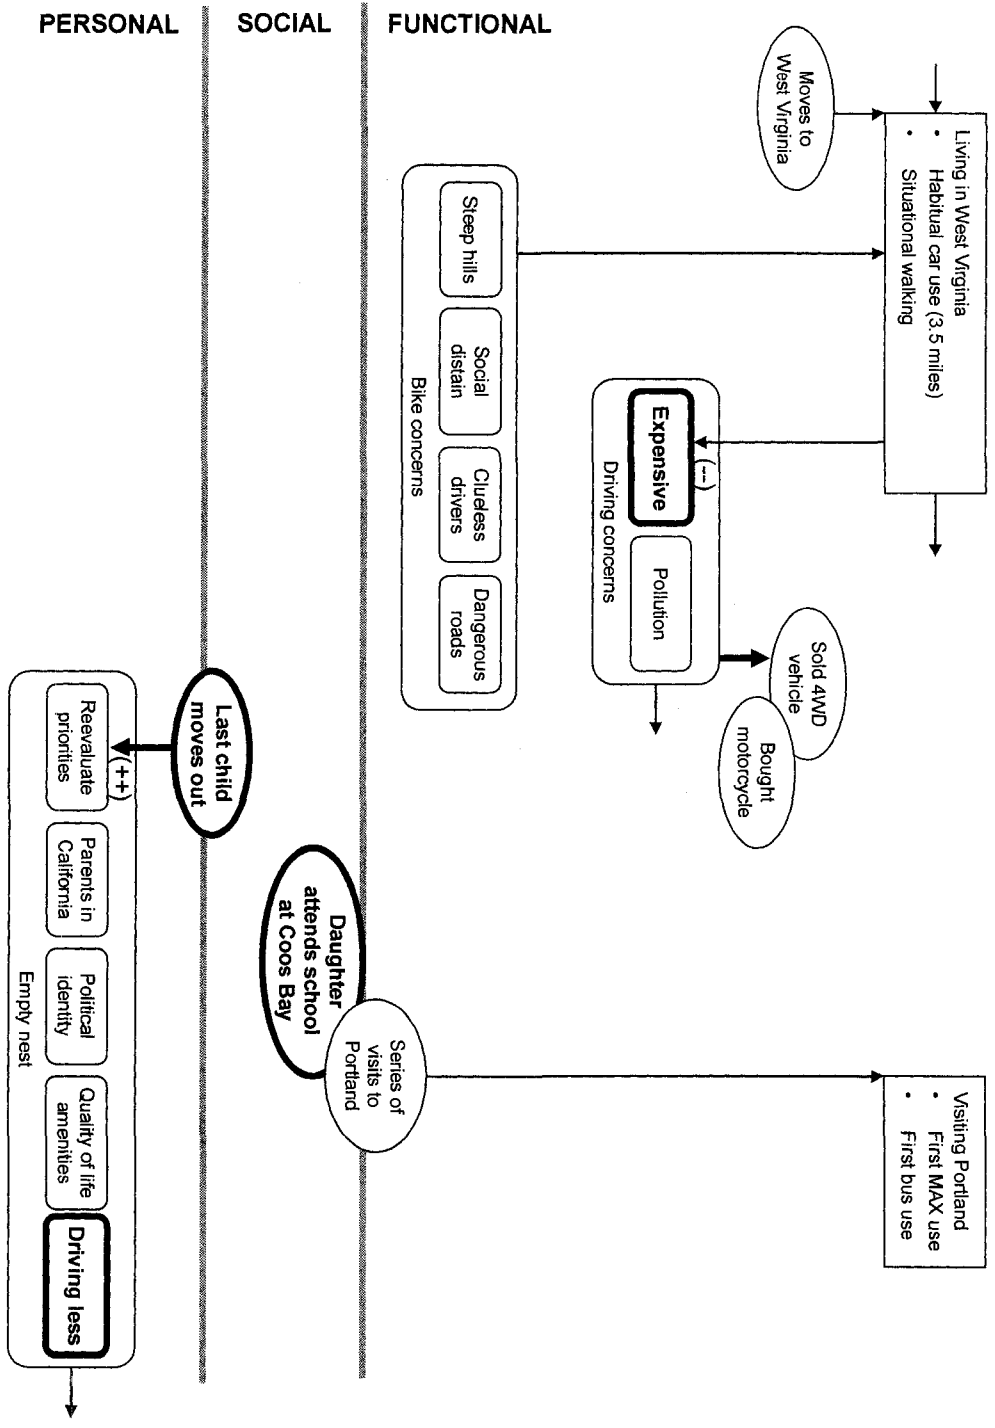 PERSONAL
SOCIAL
FUNCTIONAL
Moves to
West Virginia
Living in West Virginia
• Habitual car use (3.5 miles)
• Situational walking
Steep hills
Social
distain
Clueless
drivers
Dangerous
roads
Bike concerns
(--)
Expensive
Pollution
Driving concerns
Sold 4WD
vehicle
Bought
motorcycle
Last child
moves out
(++)
Daughter
attends school
at Coos Bay
Series of
visits to
Portland
Visiting Portland
• First MAX use
• First bus use
Reevaluate
priorities
Parents in
California
Political
identity
Quality of life
amenities
Driving less
Empty nest